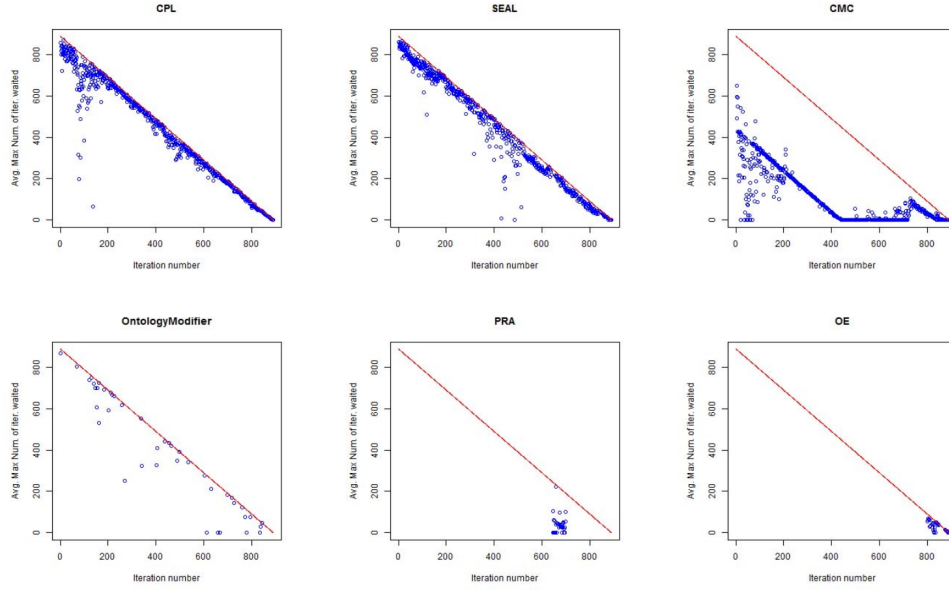 CPL
SEAL
CMC
Avg. Max Num. of iter. waited
0 200 400 600 800
0 200 400 600 800
Iteration number
Avg. Max Num. of iter. waited
0 200 400 600 800
0 200 400 600 800
Iteration number
Avg. Max Num. of iter. waited
0 200 400 600 800
0 200 400 600 800
Iteration number
OntologyModifier
PRA
OE
Avg. Max Num. of iter. waited
0 200 400 600 800
0 200 400 600 800
Iteration number
Avg. Max Num. of iter. waited
0 200 400 600 800
0 200 400 600 800
Iteration number
Avg. Max Num. of iter. waited
0 200 400 600 800
0 200 400 600 800
Iteration number